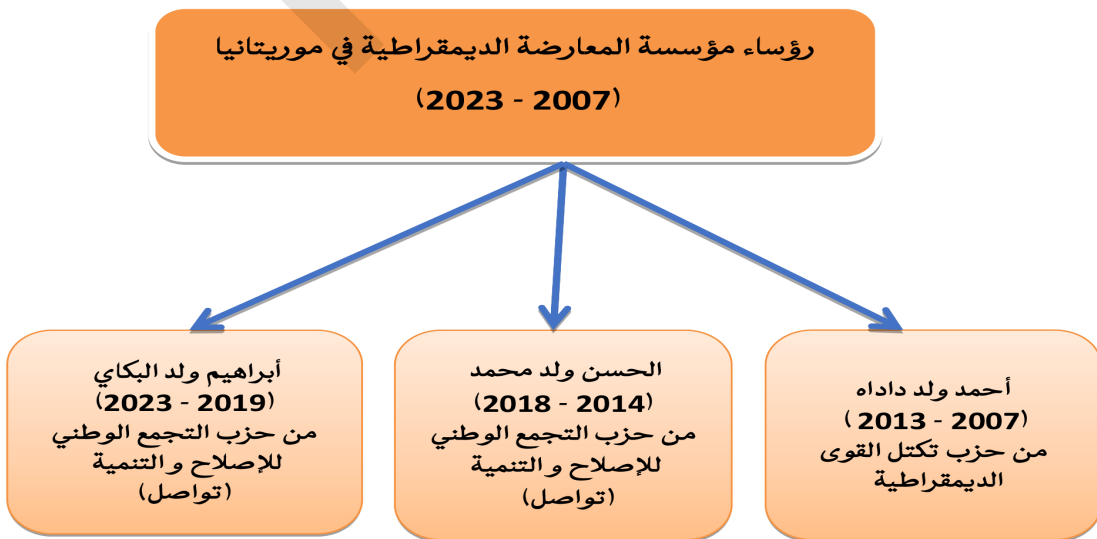 رؤساء مؤسسة المعارضة الديمقراطية في موريتانيا
(2007 - 2023)
أحمد ولد داداه
(2007 - 2013 )
من حزب تكتل القوى
الديمقراطية
الحسن ولد محمد
(2014 - 2018)
من حزب التجمع الوطني
للإصلاح والتنمية
(تواصل)
أبراهيم ولد البكاي
(2019 - 2023)
من حزب التجمع الوطني
للإصلاح والتنمية
(تواصل)